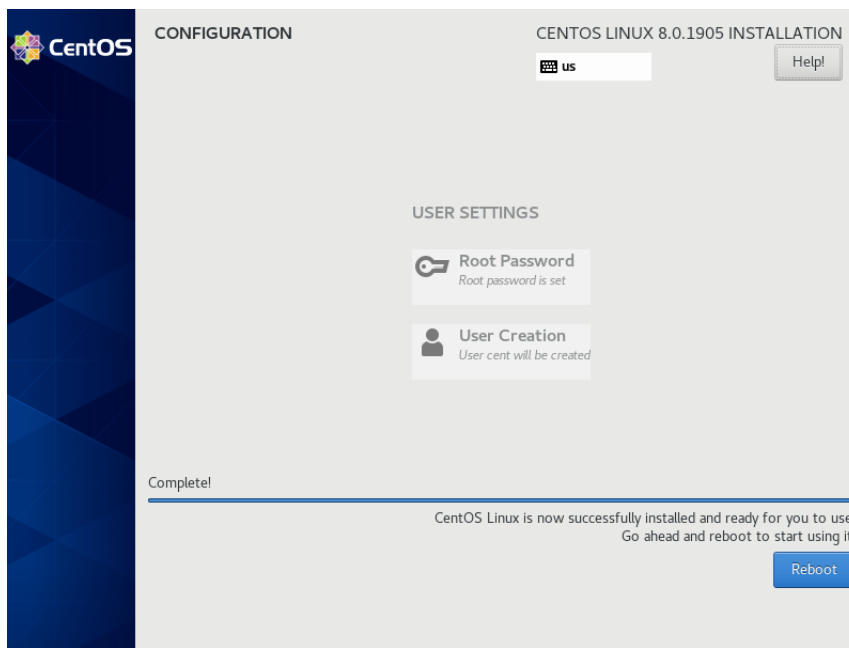 CentOS
CONFIGURATION
CENTOS LINUX 8.0.1905 INSTALLATION
us
Help!
USER SETTINGS
Root Password
Root password is set
User Creation
User cent will be created
Complete!
CentOS Linux is now successfully installed and ready for you to use
Go ahead and reboot to start using it
Reboot